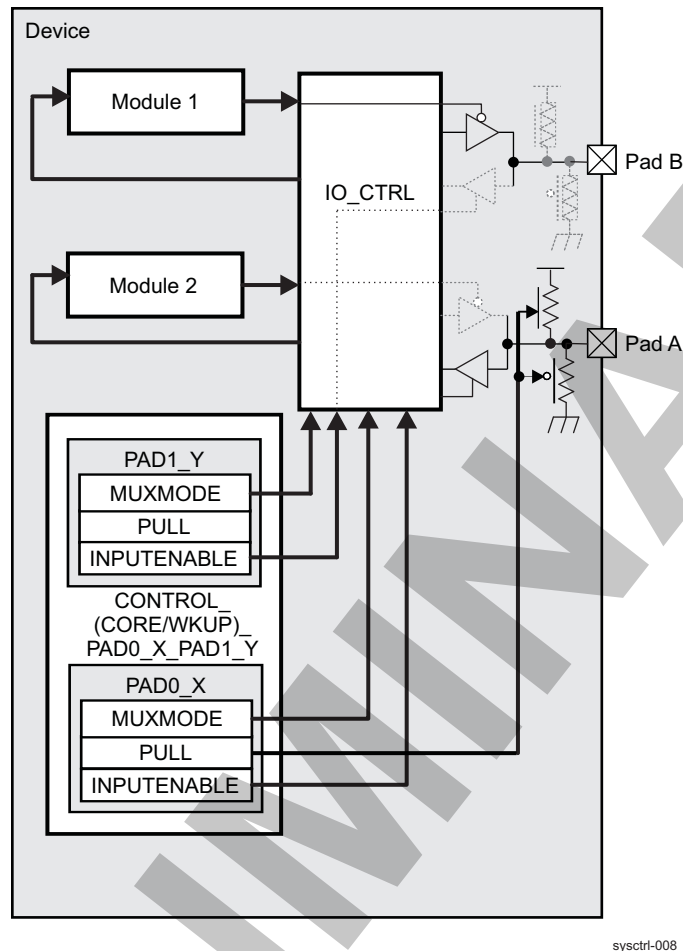 Device
Module 1
Pad B
IO_CTRL
Module 2
Pad A
PAD1_Y
MUXMODE
PULL
INPUTENABLE
CONTROL_
(CORE/WKUP)_
PAD0_X_PAD1_Y
PAD0_X
MUXMODE
PULL
INPUTENABLE
sysctrl-008